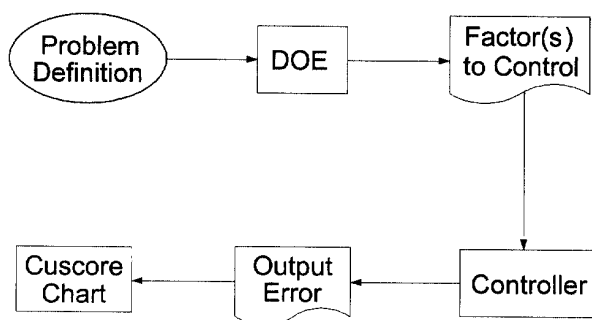 Problem
Definition
DOE
Factor(s)
to Control
Controller
Output
Error
Cuscore
Chart